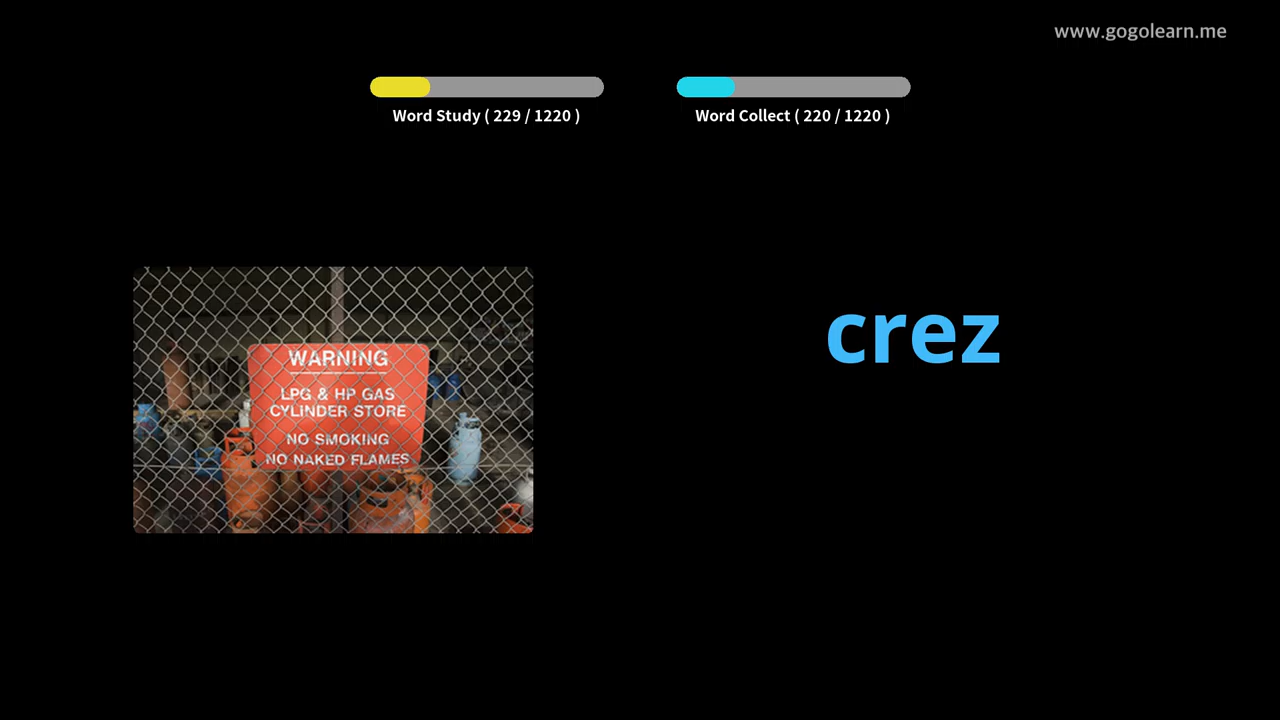 www.gogolearn.me
Word Study ( 229 / 1220 )
Word Collect ( 220 / 1220 )
WARNING
LPG & HP GAS
CYLINDER STORE
NO SMOKING
NO NAKED FLAMES
crez